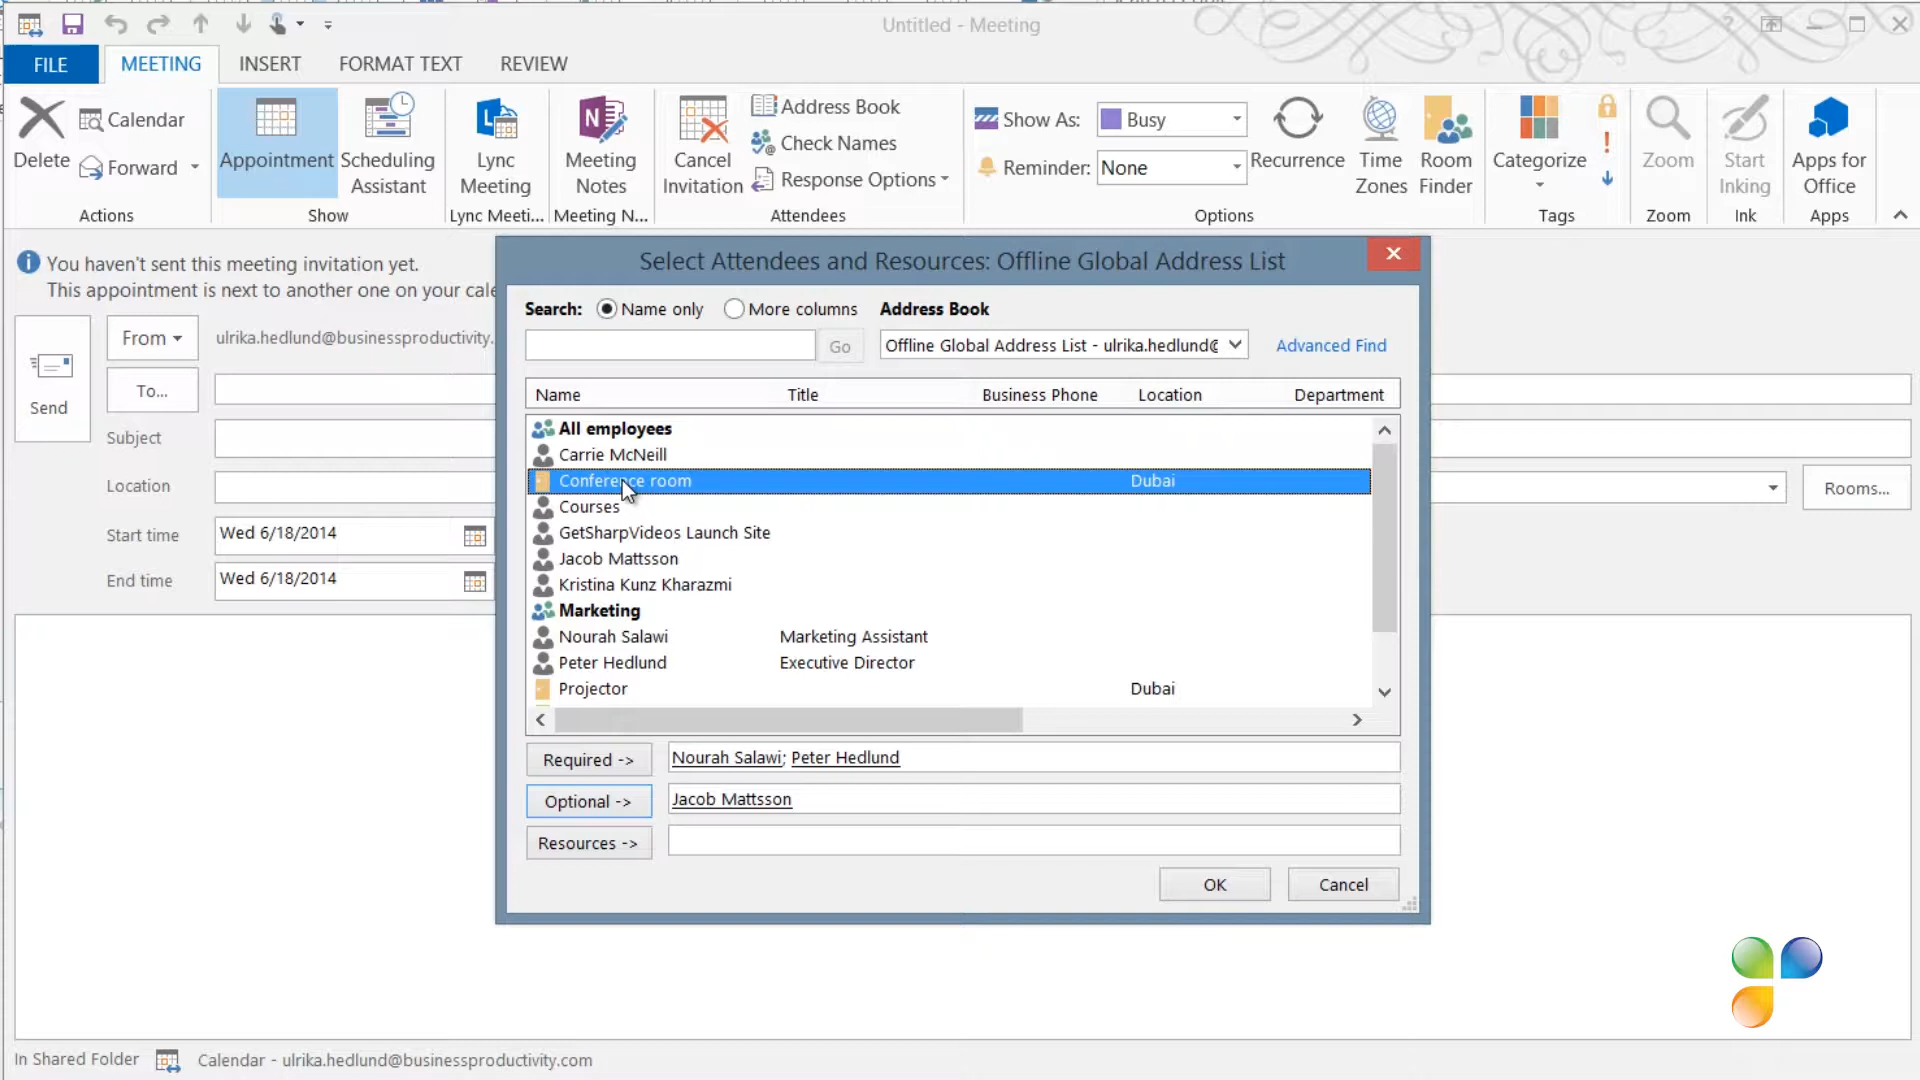 Untitled - Meeting
FILE
MEETING
INSERT
FORMAT TEXT
REVIEW
Delete
Calendar
Forward
Actions
Appointment
Scheduling
Assistant
Show
Lync
Meeting
Lync Meeti...
Meeting
Notes
Meeting N...
Cancel
Invitation
Address Book
Check Names
Response Options
Attendees
Show As:
Busy
Reminder:
None
Recurrence
Time
Zones
Room
Finder
Options
Categorize
Tags
Zoom
Zoom
Start
Inking
Ink
Apps for
Office
Apps
You haven't sent this meeting invitation yet.
This appointment is next to another one on your cale
Send
From
ulrika.hedlund@businessproductivity.
To...
Subject
Location
Rooms...
Start time
Wed 6/18/2014
End time
Wed 6/18/2014
Select Attendees and Resources: Offline Global Address List
Search:
Name only
More columns
Address Book
Go
Offline Global Address List - ulrika.hedlund@
Advanced Find
Name Title Business Phone Location Department
All employees
Carrie McNeill
Conference room Dubai
Courses
GetSharpVideos Launch Site
Jacob Mattsson
Kristina Kunz Kharazmi
Marketing
Nourah Salawi Marketing Assistant
Peter Hedlund Executive Director
Projector Dubai
Required ->
Nourah Salawi; Peter Hedlund
Optional ->
Jacob Mattsson
Resources ->
OK
Cancel
In Shared Folder
Calendar - ulrika.hedlund@businessproductivity.com